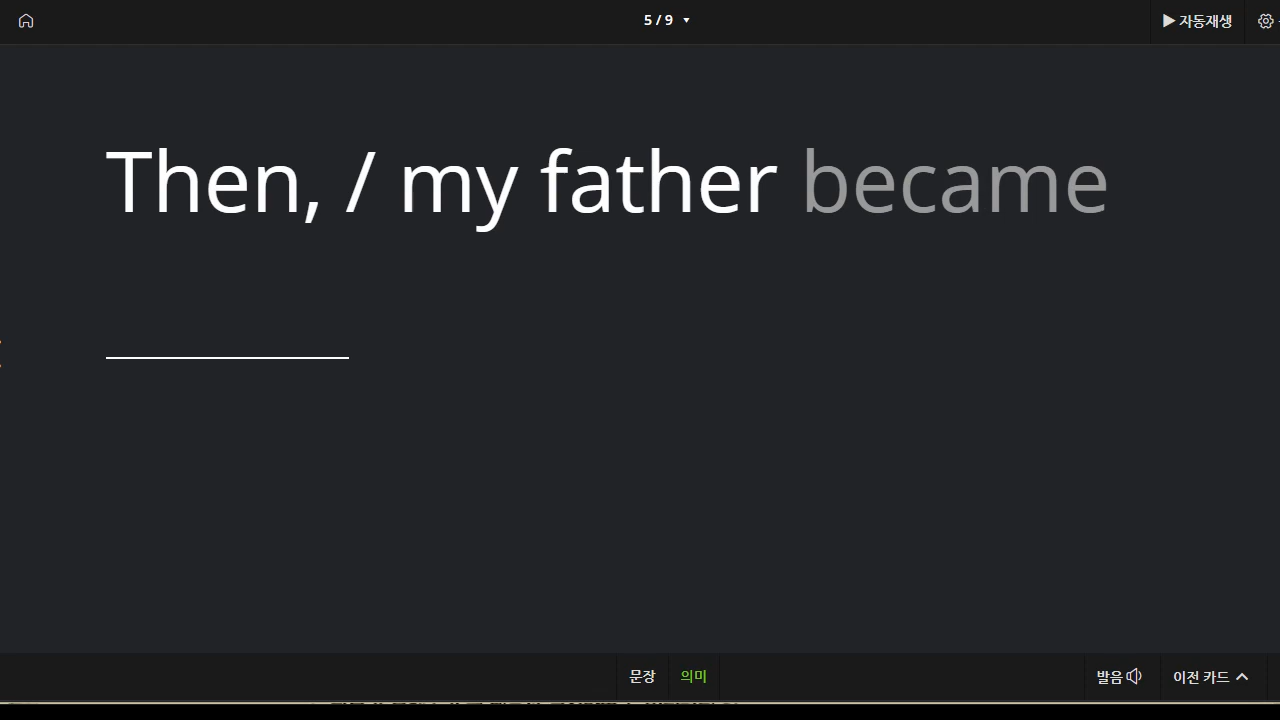 5 / 9
자동재생
Then, / my father became
문장 의미
발음
이전 카드